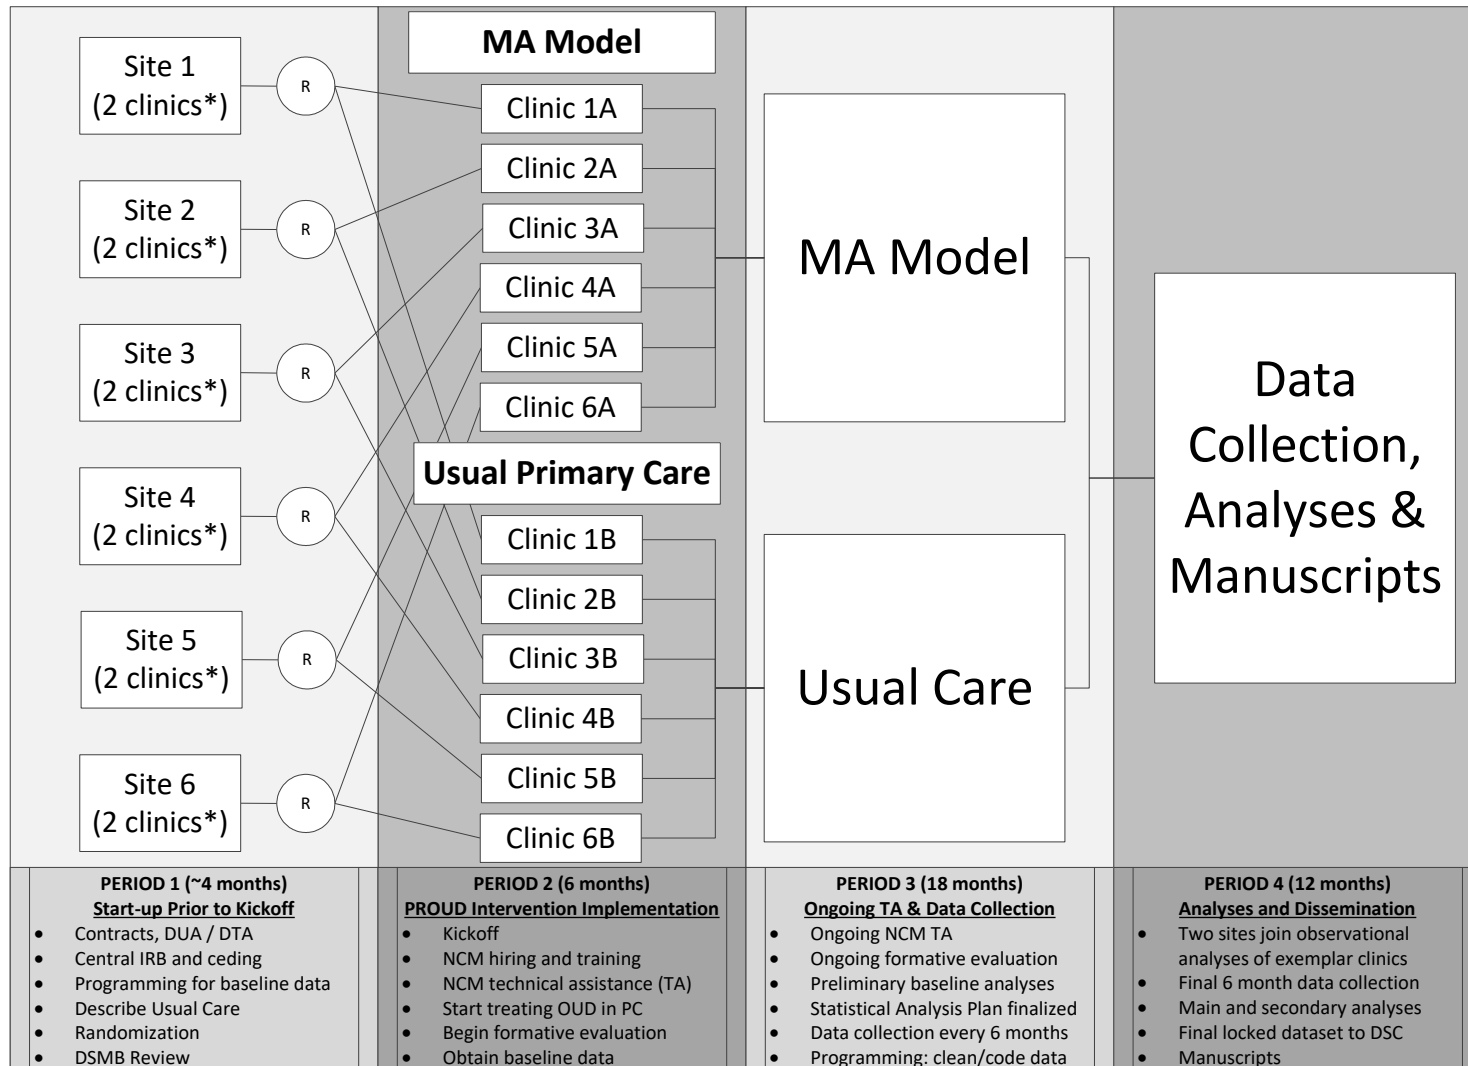 Site 1
(2 clinics*)
R
Site 2
(2 clinics*)
R
Site 3
(2 clinics*)
R
Site 4
(2 clinics*)
R
Site 5
(2 clinics*)
R
Site 6
(2 clinics*)
R
MA Model
Clinic 1A
Clinic 2A
Clinic 3A
Clinic 4A
Clinic 5A
Clinic 6A
Usual Primary Care
Clinic 1B
Clinic 2B
Clinic 3B
Clinic 4B
Clinic 5B
Clinic 6B
MA Model
Usual Care
Data
Collection,
Analyses &
Manuscripts
PERIOD 1 (~4 months)
Start-up Prior to Kickoff
• Contracts, DUA / DTA
• Central IRB and ceding
• Programming for baseline data
• Describe Usual Care
• Randomization
• DSMB Review
PERIOD 2 (6 months)
PROUD Intervention Implementation
• Kickoff
• NCM hiring and training
• NCM technical assistance (TA)
• Start treating OUD in PC
• Begin formative evaluation
• Obtain baseline data
PERIOD 3 (18 months)
Ongoing TA & Data Collection
• Ongoing NCM TA
• Ongoing formative evaluation
• Preliminary baseline analyses
• Statistical Analysis Plan finalized
• Data collection every 6 months
• Programming: clean/code data
PERIOD 4 (12 months)
Analyses and Dissemination
• Two sites join observational
analyses of exemplar clinics
• Final 6 month data collection
• Main and secondary analyses
• Final locked dataset to DSC
• Manuscripts